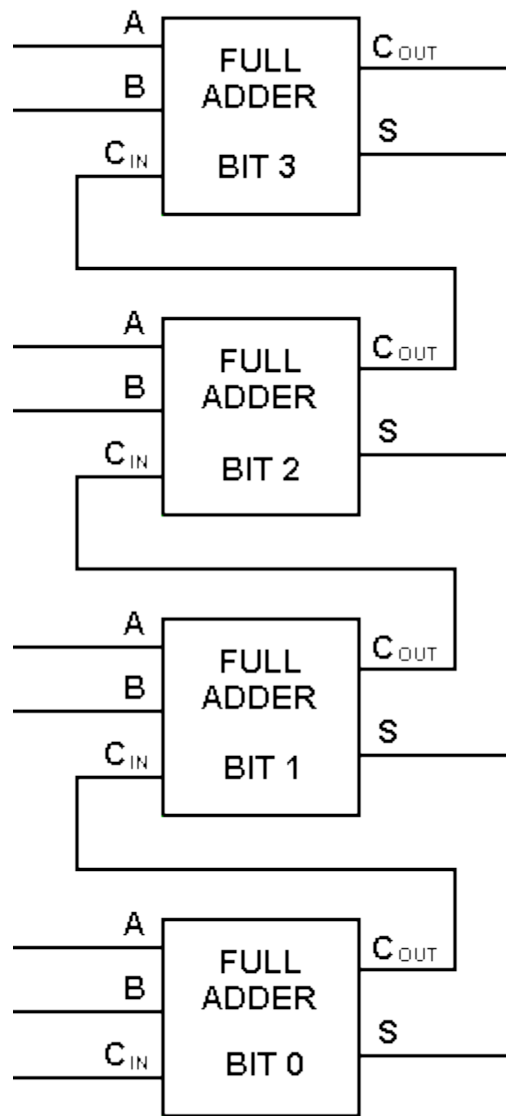 A
C OUT
FULL
ADDER
B
S
C IN
BIT 3
A
C OUT
FULL
ADDER
B
S
C IN
BIT 2
A
C OUT
FULL
ADDER
B
S
C IN
BIT 1
A
C OUT
FULL
ADDER
B
S
C IN
BIT 0